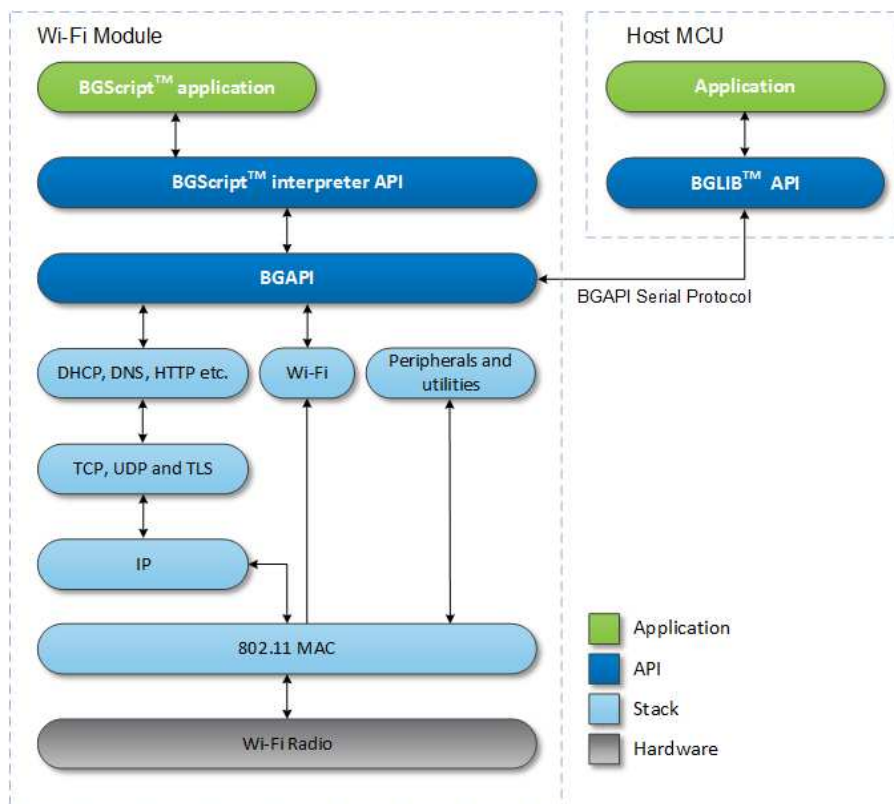 Wi-Fi Module
Host MCU
BGScript™ application
Application
BGScript™ interpreter API
BGLIB™ API
BGAPI
BGAPI Serial Protocol
DHCP, DNS, HTTP etc.
Wi-Fi
Peripherals and
utilities
TCP, UDP and TLS
IP
802.11 MAC
Wi-Fi Radio
Application
API
Stack
Hardware